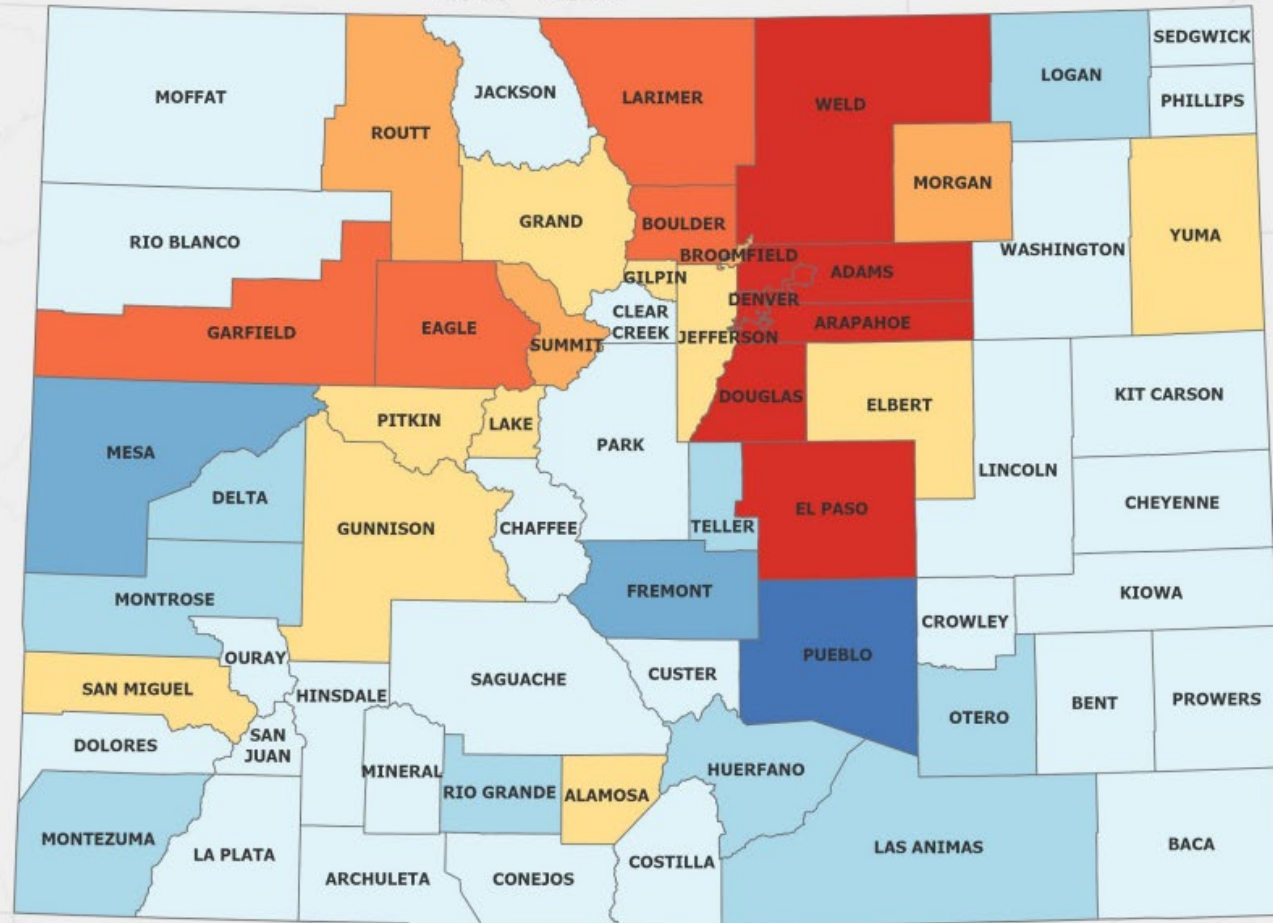 SEDGWICK
LOGAN
MOFFAT
JACKSON
LARIMER
WELD
PHILLIPS
ROUTT
MORGAN
GRAND
BOULDER
YUMA
RIO BLANCO
WASHINGTON
BROOMFIELD
GILPIN
ADAMS
DENVER
CLEAR
CREEK
ARAPAHOE
GARFIELD
EAGLE
SUMMIT
JEFFERSON
KIT CARSON
DOUGLAS
ELBERT
PITKIN
LAKE
PARK
MESA
LINCOLN
DELTA
CHEYENNE
EL PASO
GUNNISON
CHAFFEE
TELLER
FREMONT
KIOWA
MONTROSE
CROWLEY
OURAY
PUEBLO
CUSTER
SAGUACHE
SAN MIGUEL
HINSDALE
BENT
PROWERS
OTERO
DOLORES
SAN
JUAN
MINERAL
HUERFANO
RIO GRANDE
ALAMOSA
MONTEZUMA
LAS ANIMAS
BACA
LA PLATA
COSTILLA
ARCHULETA
CONEJOS